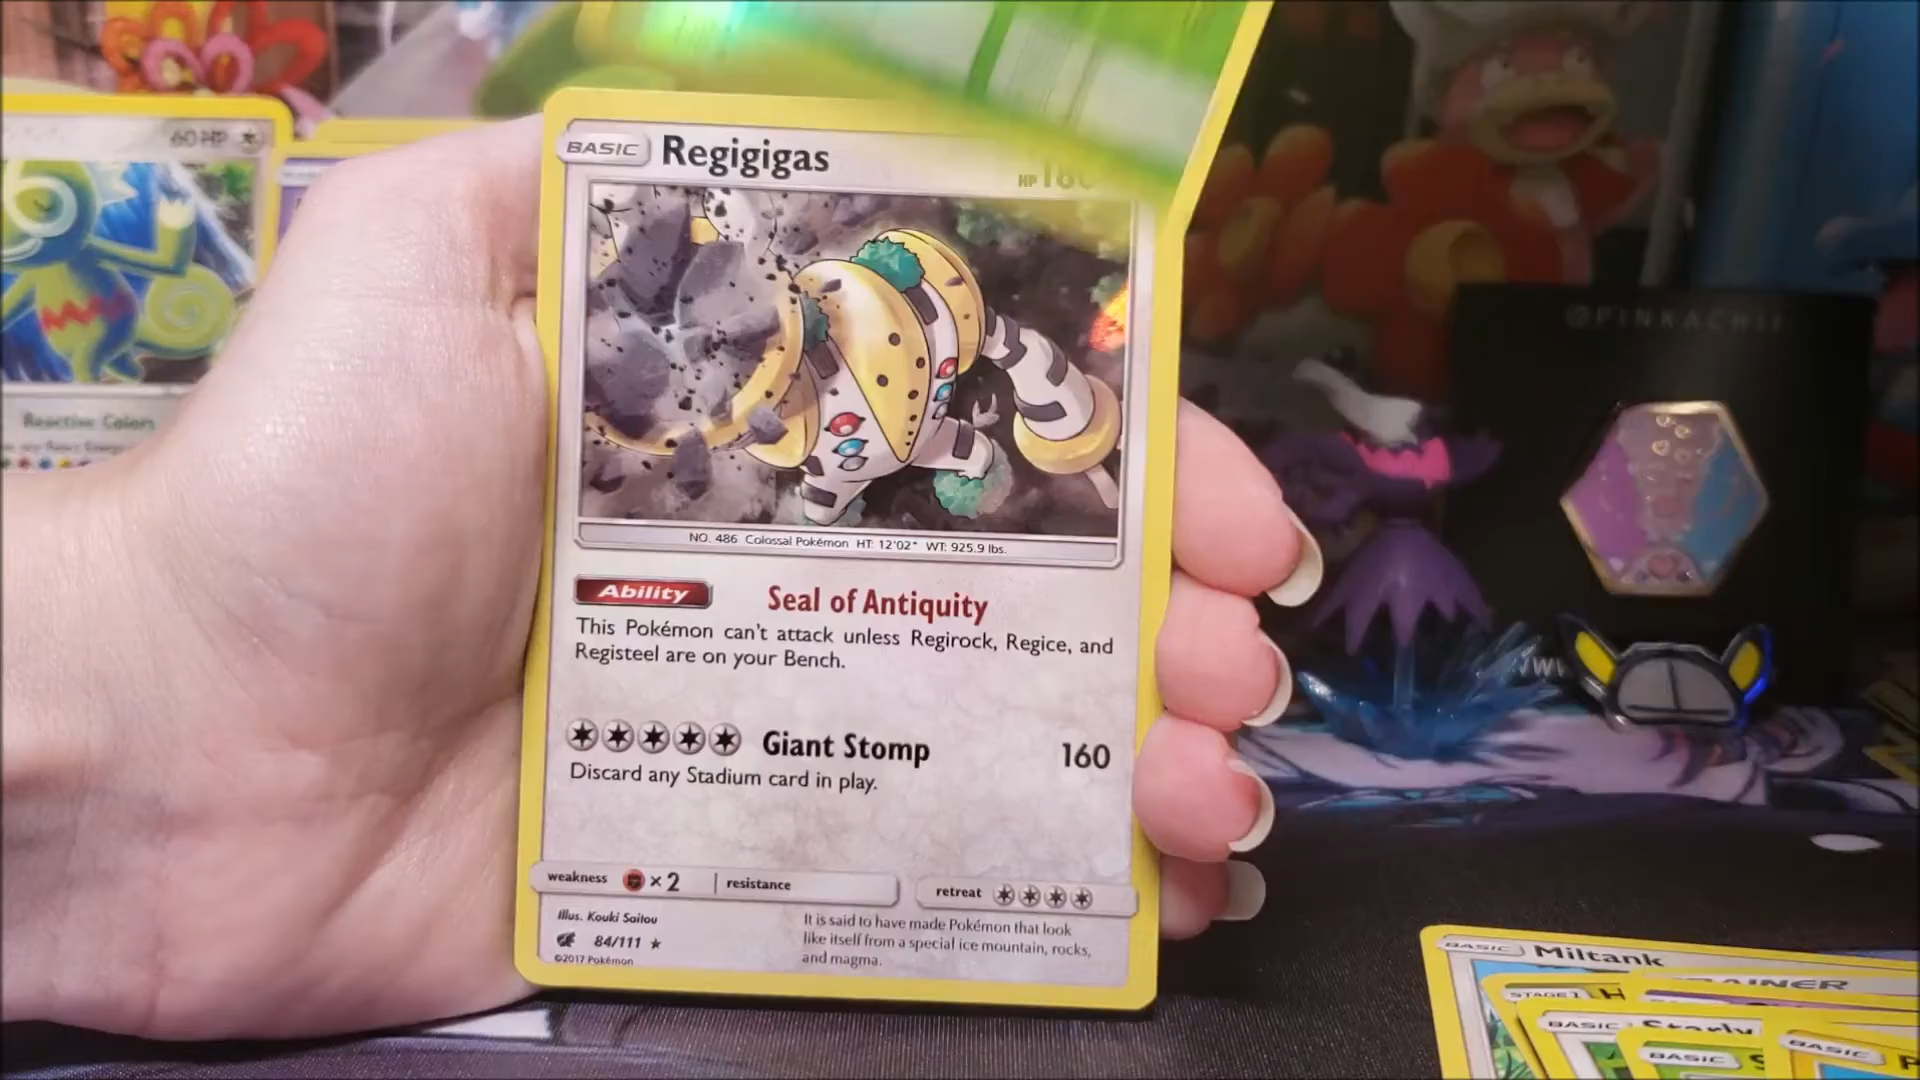 60 HP
Reactive Colors
BASIC Regigigas
HP
NO. 486 Colossal Pokémon HT: 12'02" WT: 925.9 lbs.
Ability Seal of Antiquity
This Pokémon can't attack unless Regirock, Regice, and
Registeel are on your Bench.
Giant Stomp 160
Discard any Stadium card in play.
weakness ×2 resistance retreat
Illus. Kouki Saitou
84/111
©2017 Pokémon
It is said to have made Pokémon that look
like itself from a special ice mountain, rocks,
and magma.
@PINKACHII
BASIC Miltank
STAGE 1 H
AINER
BASIC Starly
BASIC S
BASIC P